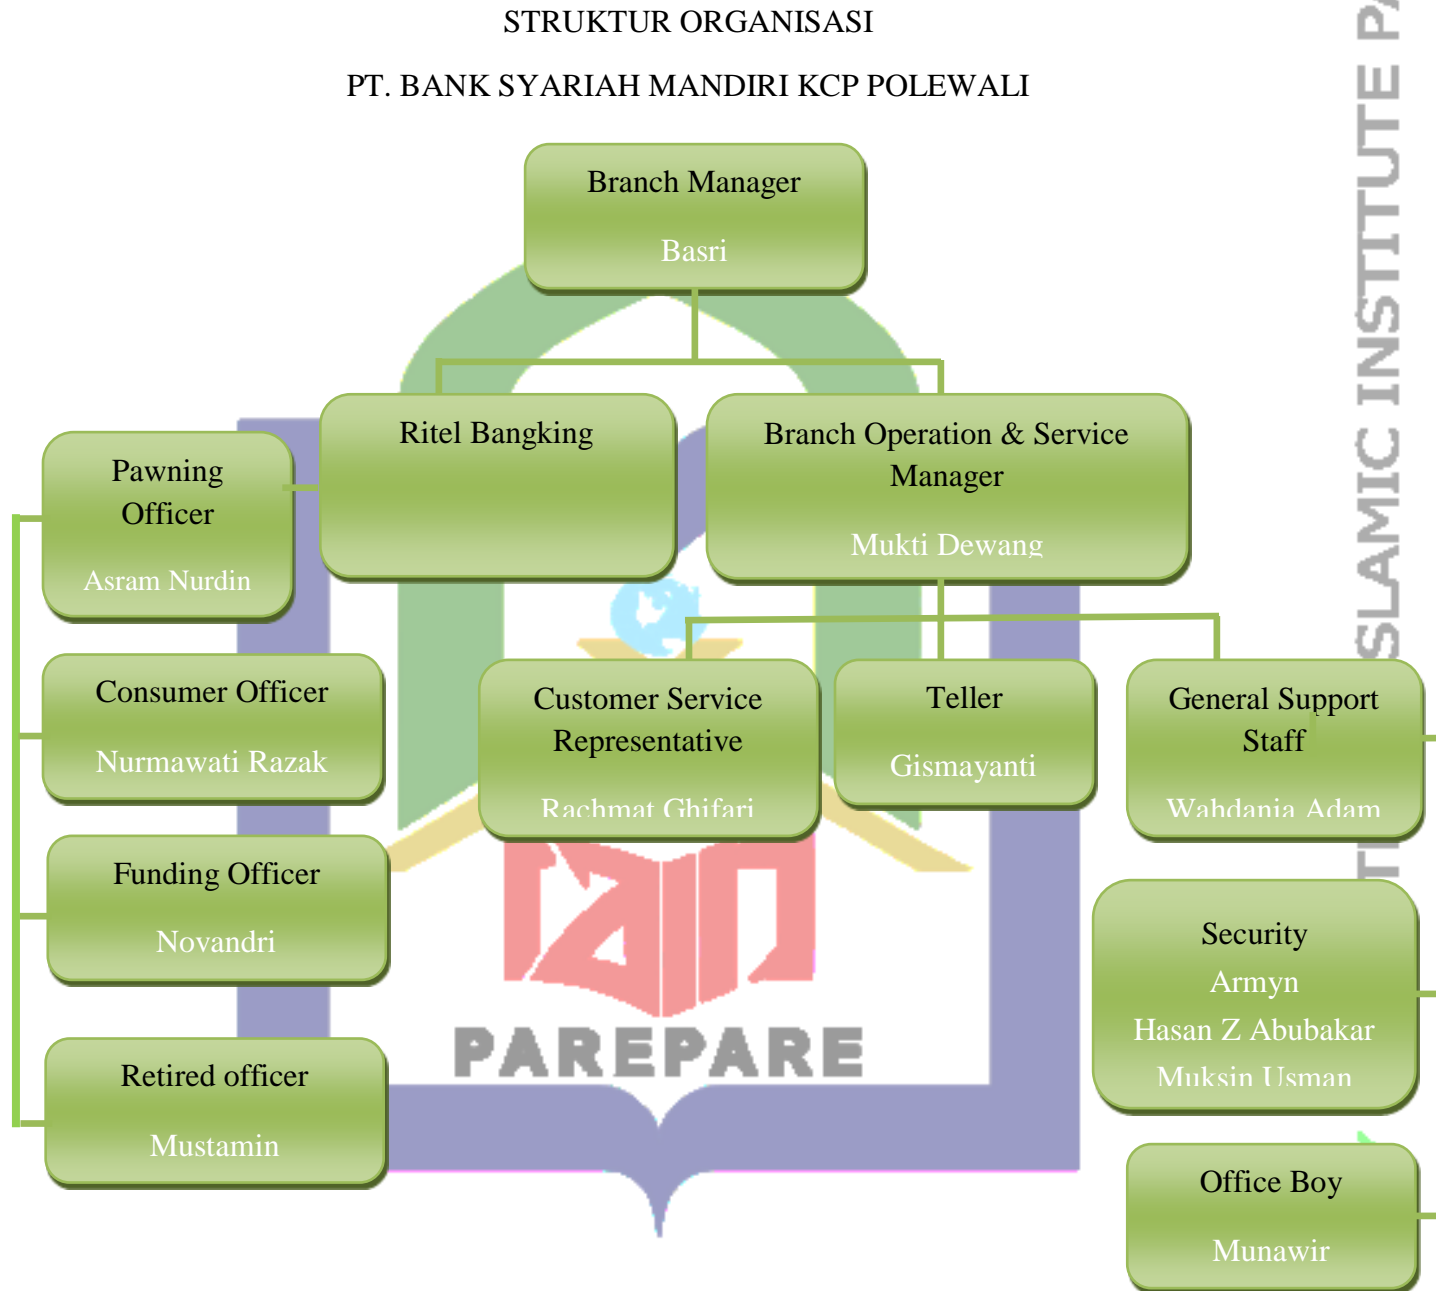 STRUKTUR ORGANISASI
PT. BANK SYARIAH MANDIRI KCP POLEWALI
Branch Manager
Basri
Ritel Bangking
Branch Operation & Service
Manager
Mukti Dewang
Pawning
Officer
Asram Nurdin
Consumer Officer
Nurmawati Razak
Funding Officer
Novandri
Retired officer
Mustamin
Customer Service
Representative
Rachmat Ghifari
Teller
Gismayanti
General Support
Staff
Wahdania Adam
Security
Armyn
Hasan Z Abubakar
Muksin Usman
Office Boy
Munawir
PAREPARE
SLAMIC INSTITUTE PA